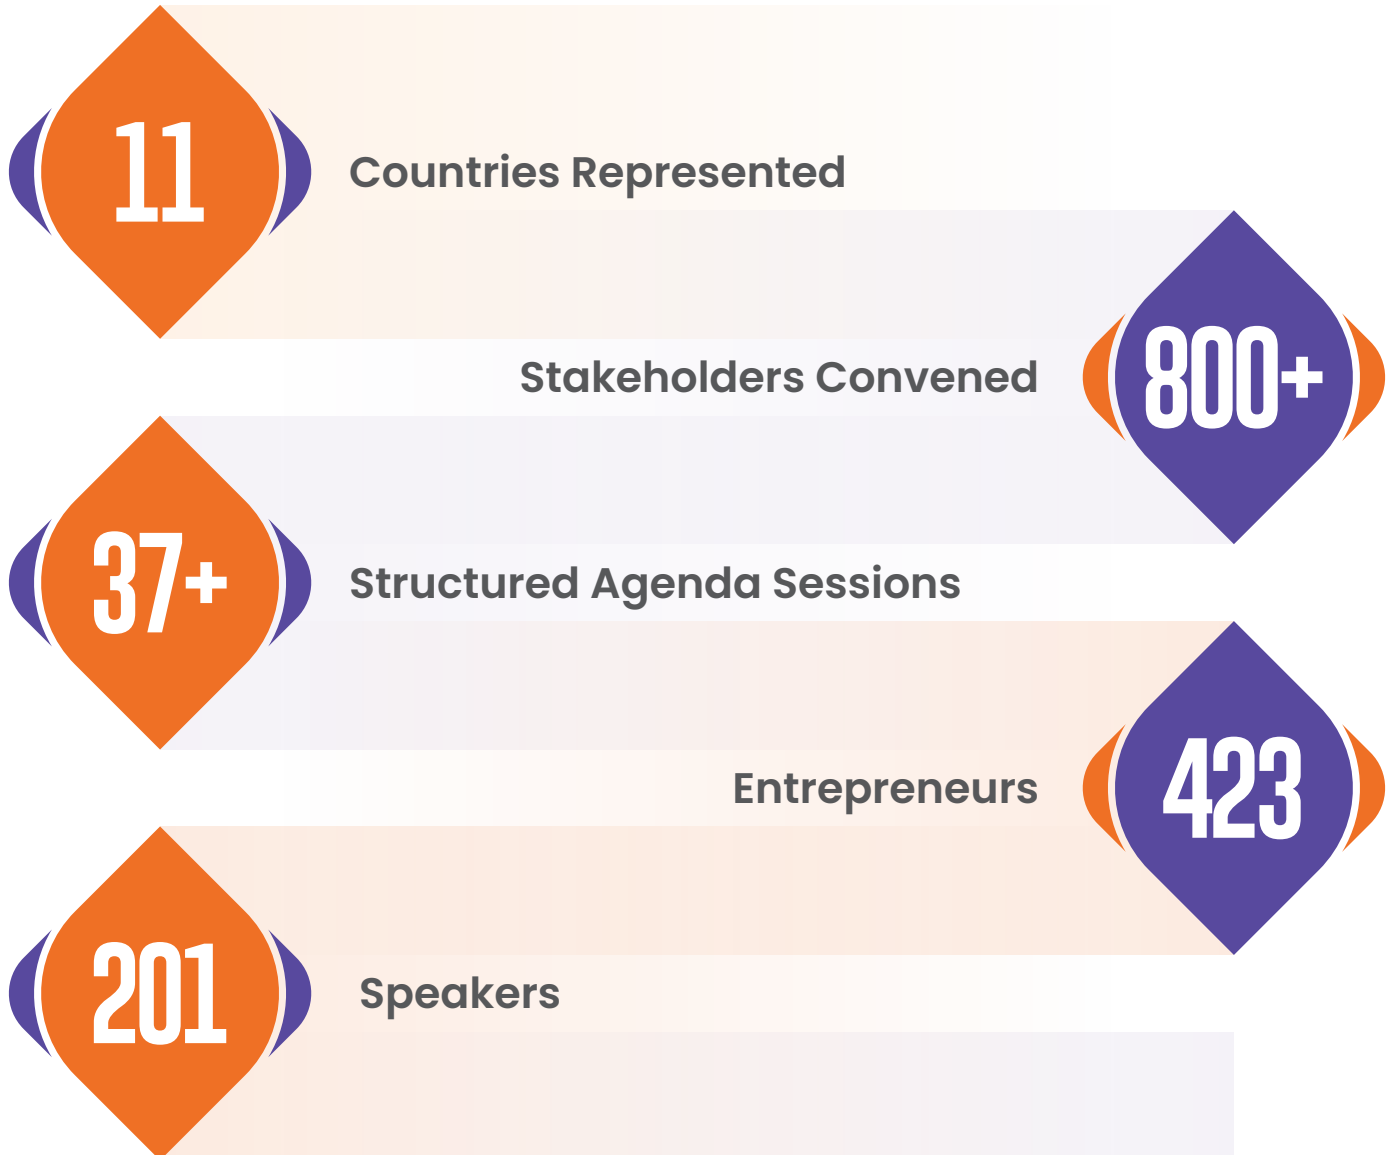 11
Countries Represented
Stakeholders Convened
800+
37+
Structured Agenda Sessions
Entrepreneurs
423
201
Speakers